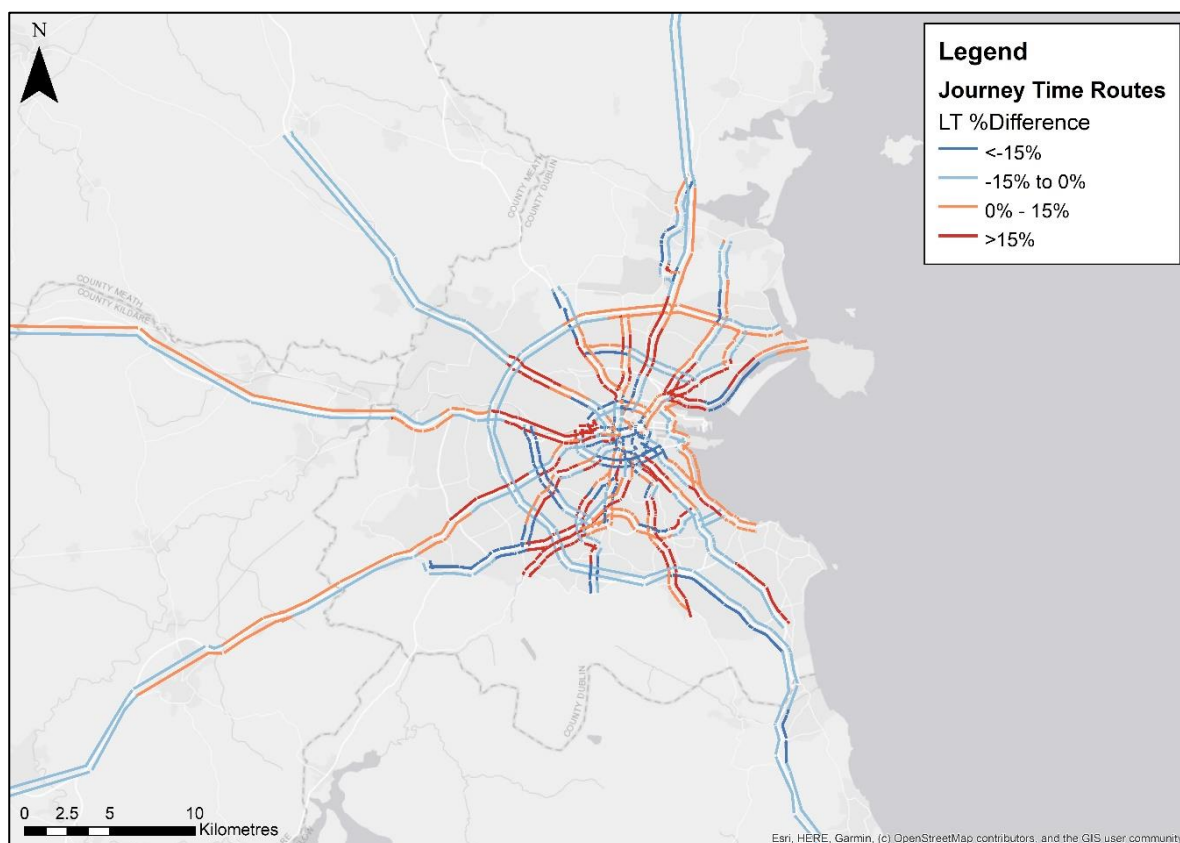 N
Legend
Journey Time Routes
LT %Difference
<-15%
-15% to 0%
0% - 15%
>15%
COUNTY MEATH
COUNTY DUBLIN
COUNTY MEATH
COUNTY KILDARE
COUNTY DUBLIN
0 2.5 5 10
Kilometres
Esri, HERE, Garmin, (c) OpenStreetMap contributors, and the GIS user community